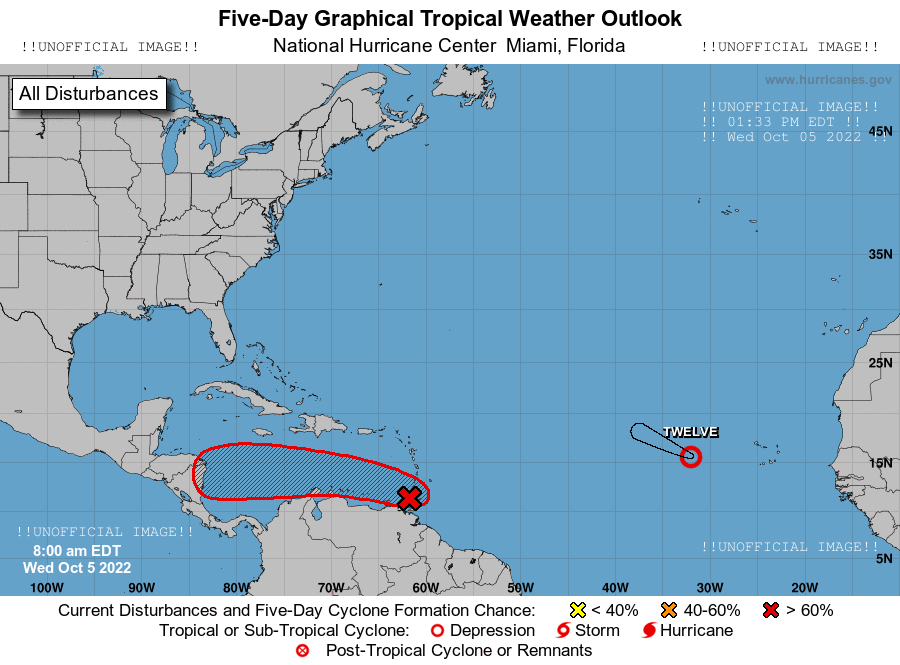 Five-Day Graphical Tropical Weather Outlook
!!UNOFFICIAL IMAGE!! National Hurricane Center Miami, Florida !!UNOFFICIAL IMAGE!!
All Disturbances
www.hurricanes.gov
!!UNOFFICIAL IMAGE!!
!! 01:33 PM EDT !!
!! Wed Oct 05 2022 !!
45N
35N
25N
TWELVE
15N
!!UNOFFICIAL IMAGE!!
8:00 am EDT
Wed Oct 5 2022
!!UNOFFICIAL IMAGE!!
5N
100W 90W 80W 70W 60W 50W 40W 30W 20W
Current Disturbances and Five-Day Cyclone Formation Chance: < 40% 40-60% > 60%
Tropical or Sub-Tropical Cyclone: Depression Storm Hurricane
Post-Tropical Cyclone or Remnants